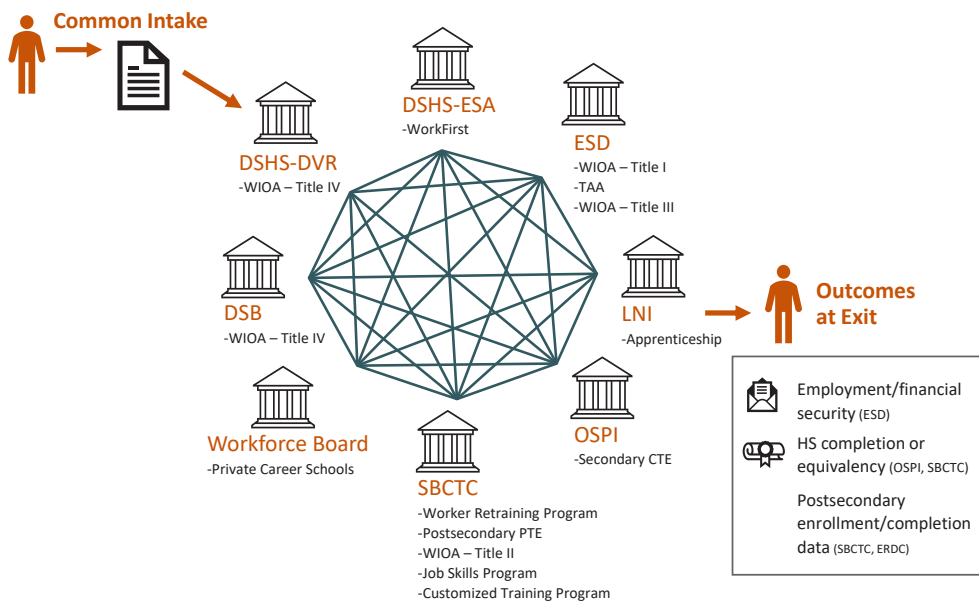 Common Intake
DSHS-ESA
-WorkFirst
ESD
-WIOA – Title I
-TAA
-WIOA – Title III
DSHS-DVR
-WIOA – Title IV
DSB
-WIOA – Title IV
LNI
-Apprenticeship
Outcomes
at Exit
Workforce Board
-Private Career Schools
OSPI
-Secondary CTE
SBCTC
-Worker Retraining Program
-Postsecondary PTE
-WIOA – Title II
-Job Skills Program
-Customized Training Program
Employment/financial
security (ESD)
HS completion or
equivalency (OSPI, SBCTC)
Postsecondary
enrollment/completion
data (SBCTC, ERDC)